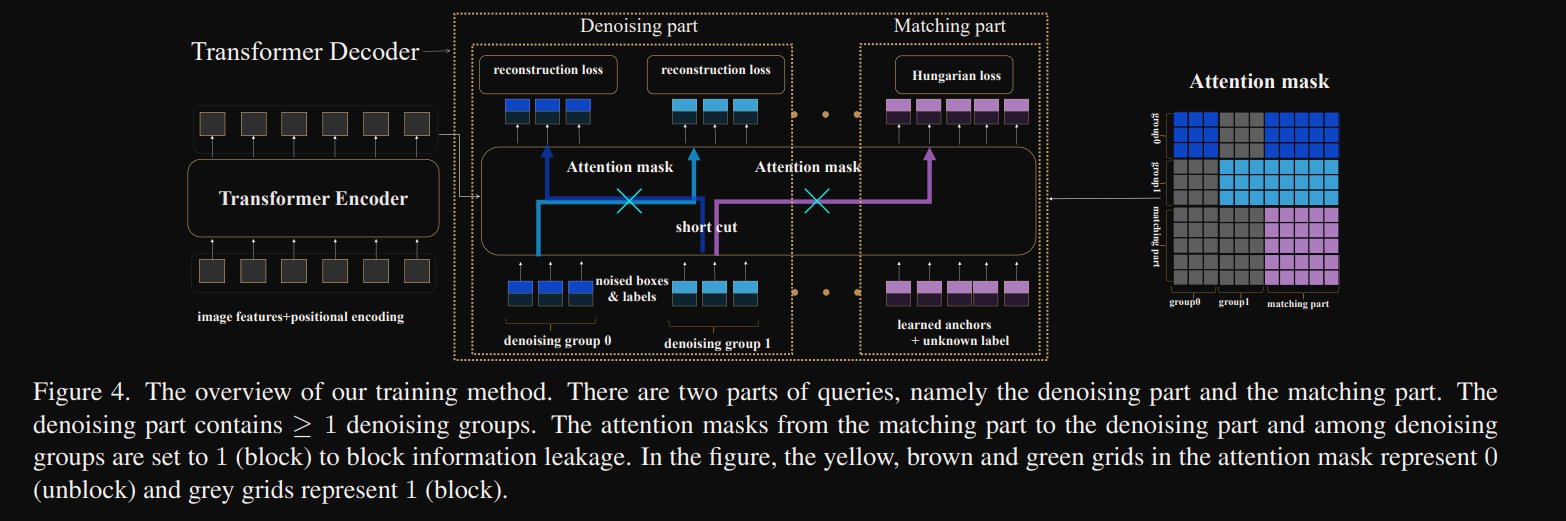 Denoising part
Matching part
Transformer Decoder
reconstruction loss
reconstruction loss
Hungarian loss
Attention mask
Attention mask
Attention mask
short cut
Transformer Encoder
noised boxes
& labels
image features+positional encoding
denoising group 0
denoising group 1
learned anchors
+ unknown label
group0
group1
matching part
group0
group1
matching part
Figure 4. The overview of our training method. There are two parts of queries, namely the denoising part and the matching part. The
denoising part contains ≥ 1 denoising groups. The attention masks from the matching part to the denoising part and among denoising
groups are set to 1 (block) to block information leakage. In the figure, the yellow, brown and green grids in the attention mask represent 0
(unblock) and grey grids represent 1 (block).